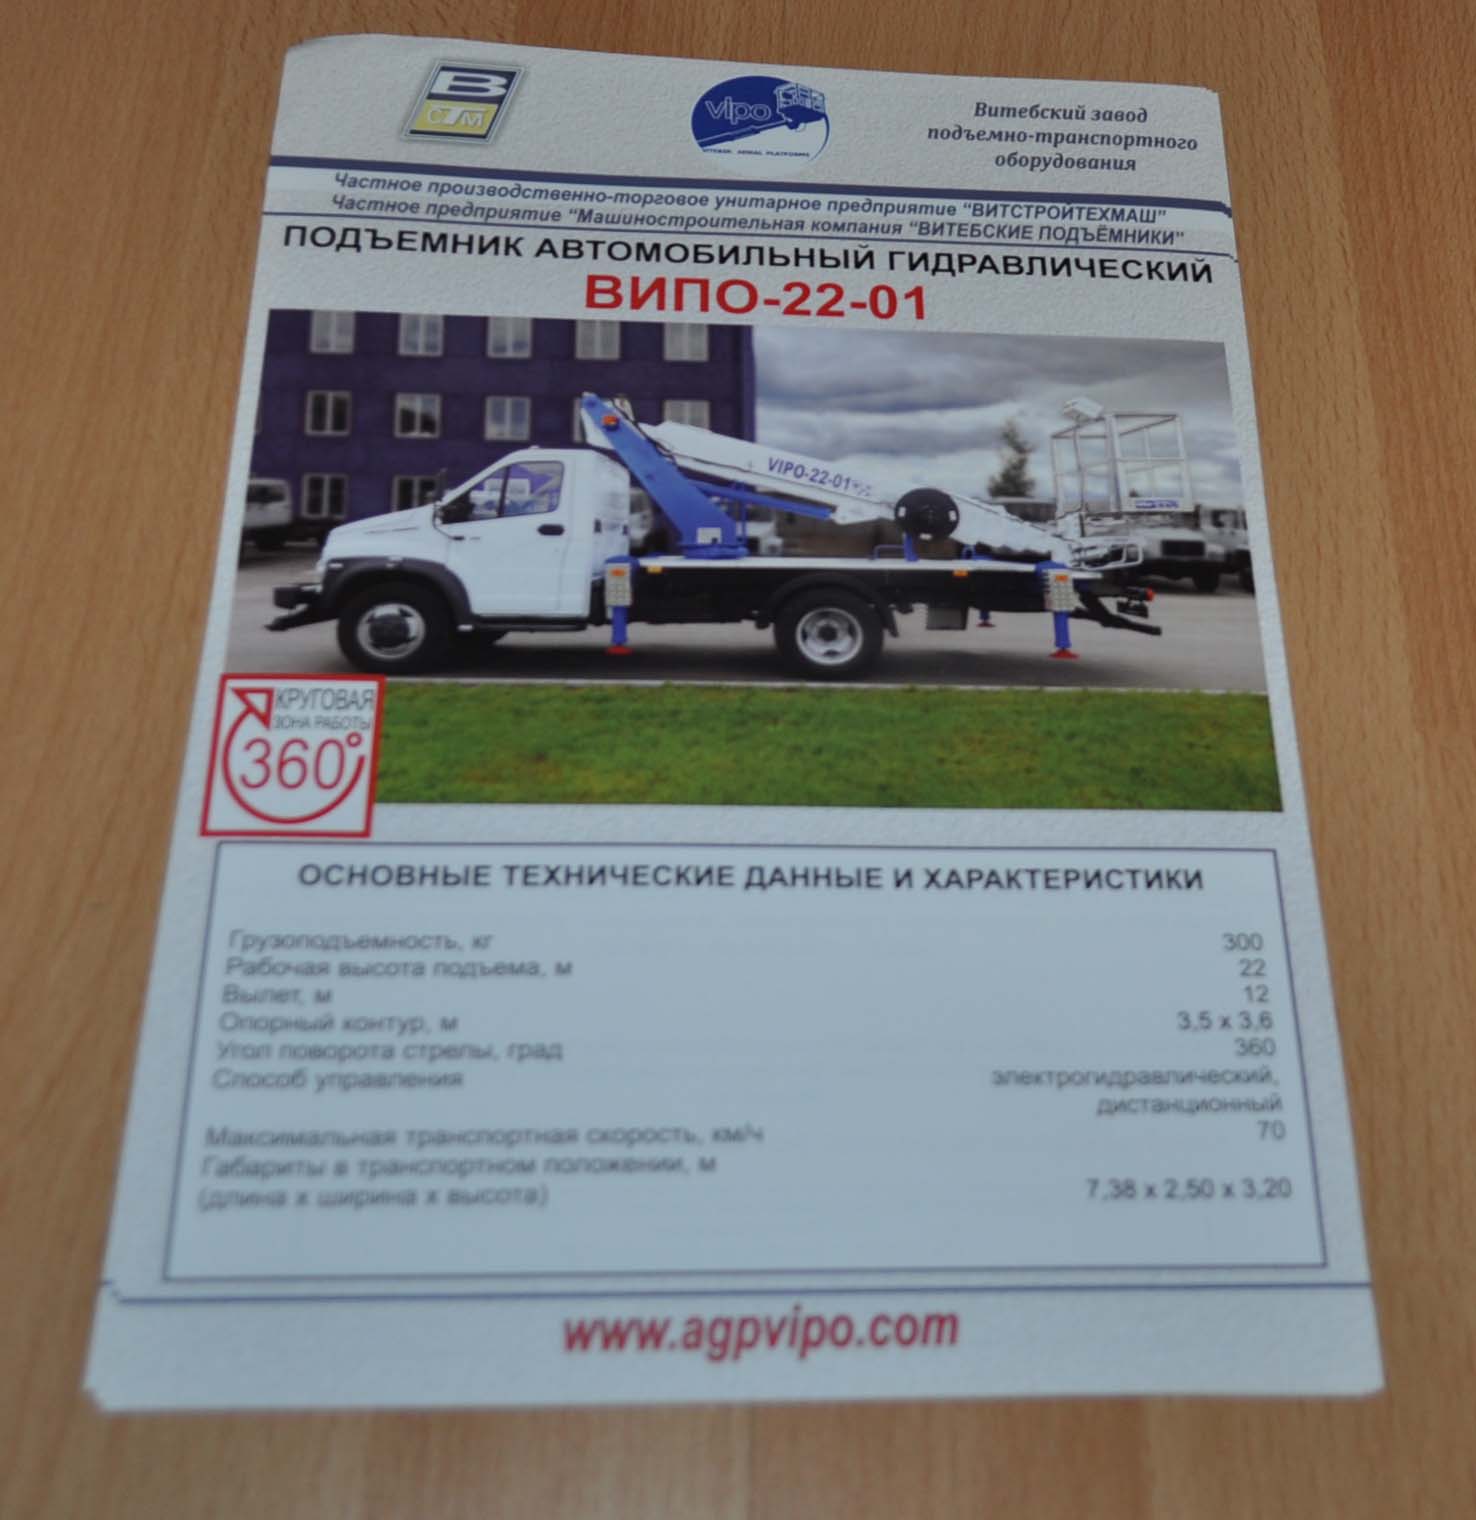 В
СТМ
vipo
VITEBSK AERIAL PLATFORMS
Витебский завод
подъемно-транспортного
оборудования
Частное производственно-торговое унитарное предприятие “ВИТСТРОЙТЕХМАШ”
Частное предприятие “Машиностроительная компания “ВИТЕБСКИЕ ПОДЪЁМНИКИ”
ПОДЪЕМНИК АВТОМОБИЛЬНЫЙ ГИДРАВЛИЧЕСКИЙ
ВИПО-22-01
VIPO-22-01
КРУГОВАЯ
ЗОНА РАБОТЫ
360°
ОСНОВНЫЕ ТЕХНИЧЕСКИЕ ДАННЫЕ И ХАРАКТЕРИСТИКИ
Грузоподъемность, кг 300
Рабочая высота подъема, м 22
Вылет, м 12
Опорный контур, м 3,5 x 3,6
Угол поворота стрелы, град 360
Способ управления электрогидравлический,
дистанционный
Максимальная транспортная скорость, км/ч 70
Габариты в транспортном положении, м
(длина x ширина x высота) 7,38 x 2,50 x 3,20
www.agpvipo.com